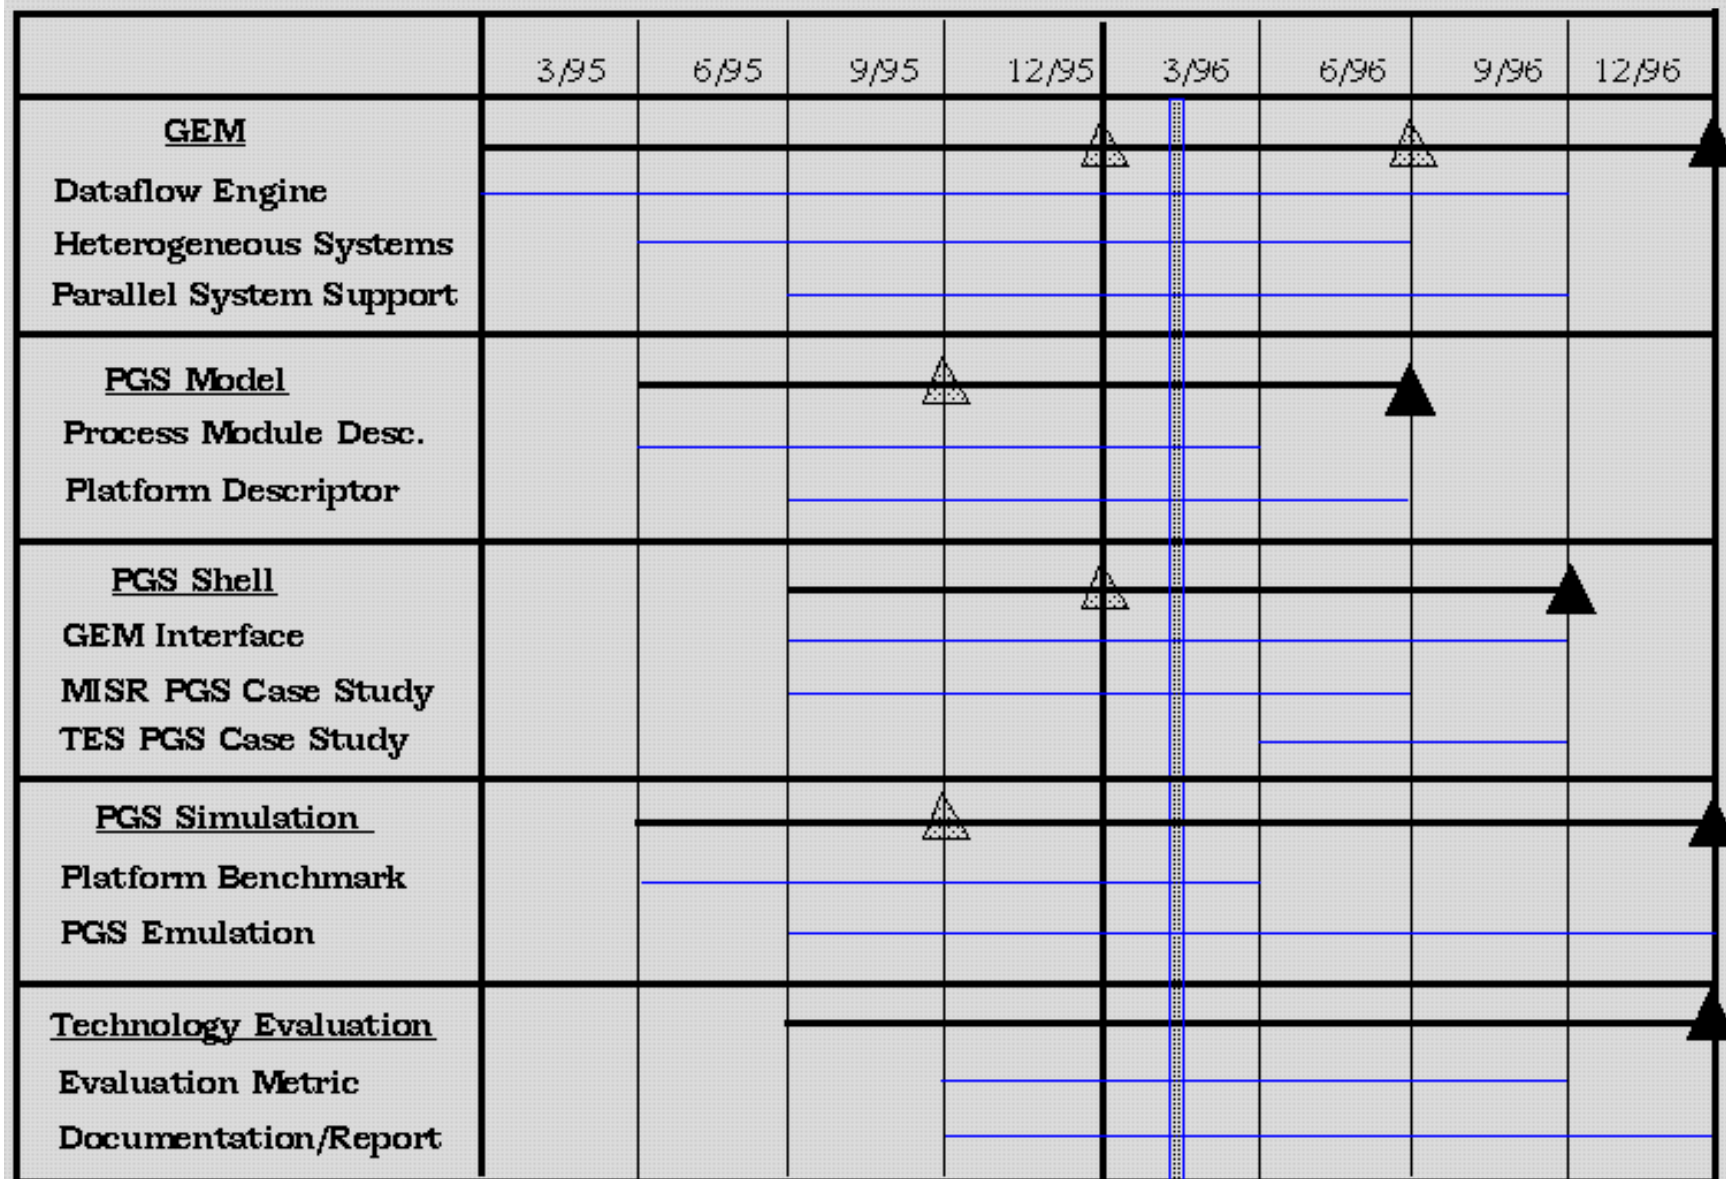 3/95 6/95 9/95 12/95 3/96 6/96 9/96 12/96
GEM
Dataflow Engine
Heterogeneous Systems
Parallel System Support
PGS Model
Process Module Desc.
Platform Descriptor
PGS Shell
GEM Interface
MISR PGS Case Study
TES PGS Case Study
PGS Simulation
Platform Benchmark
PGS Emulation
Technology Evaluation
Evaluation Metric
Documentation/Report